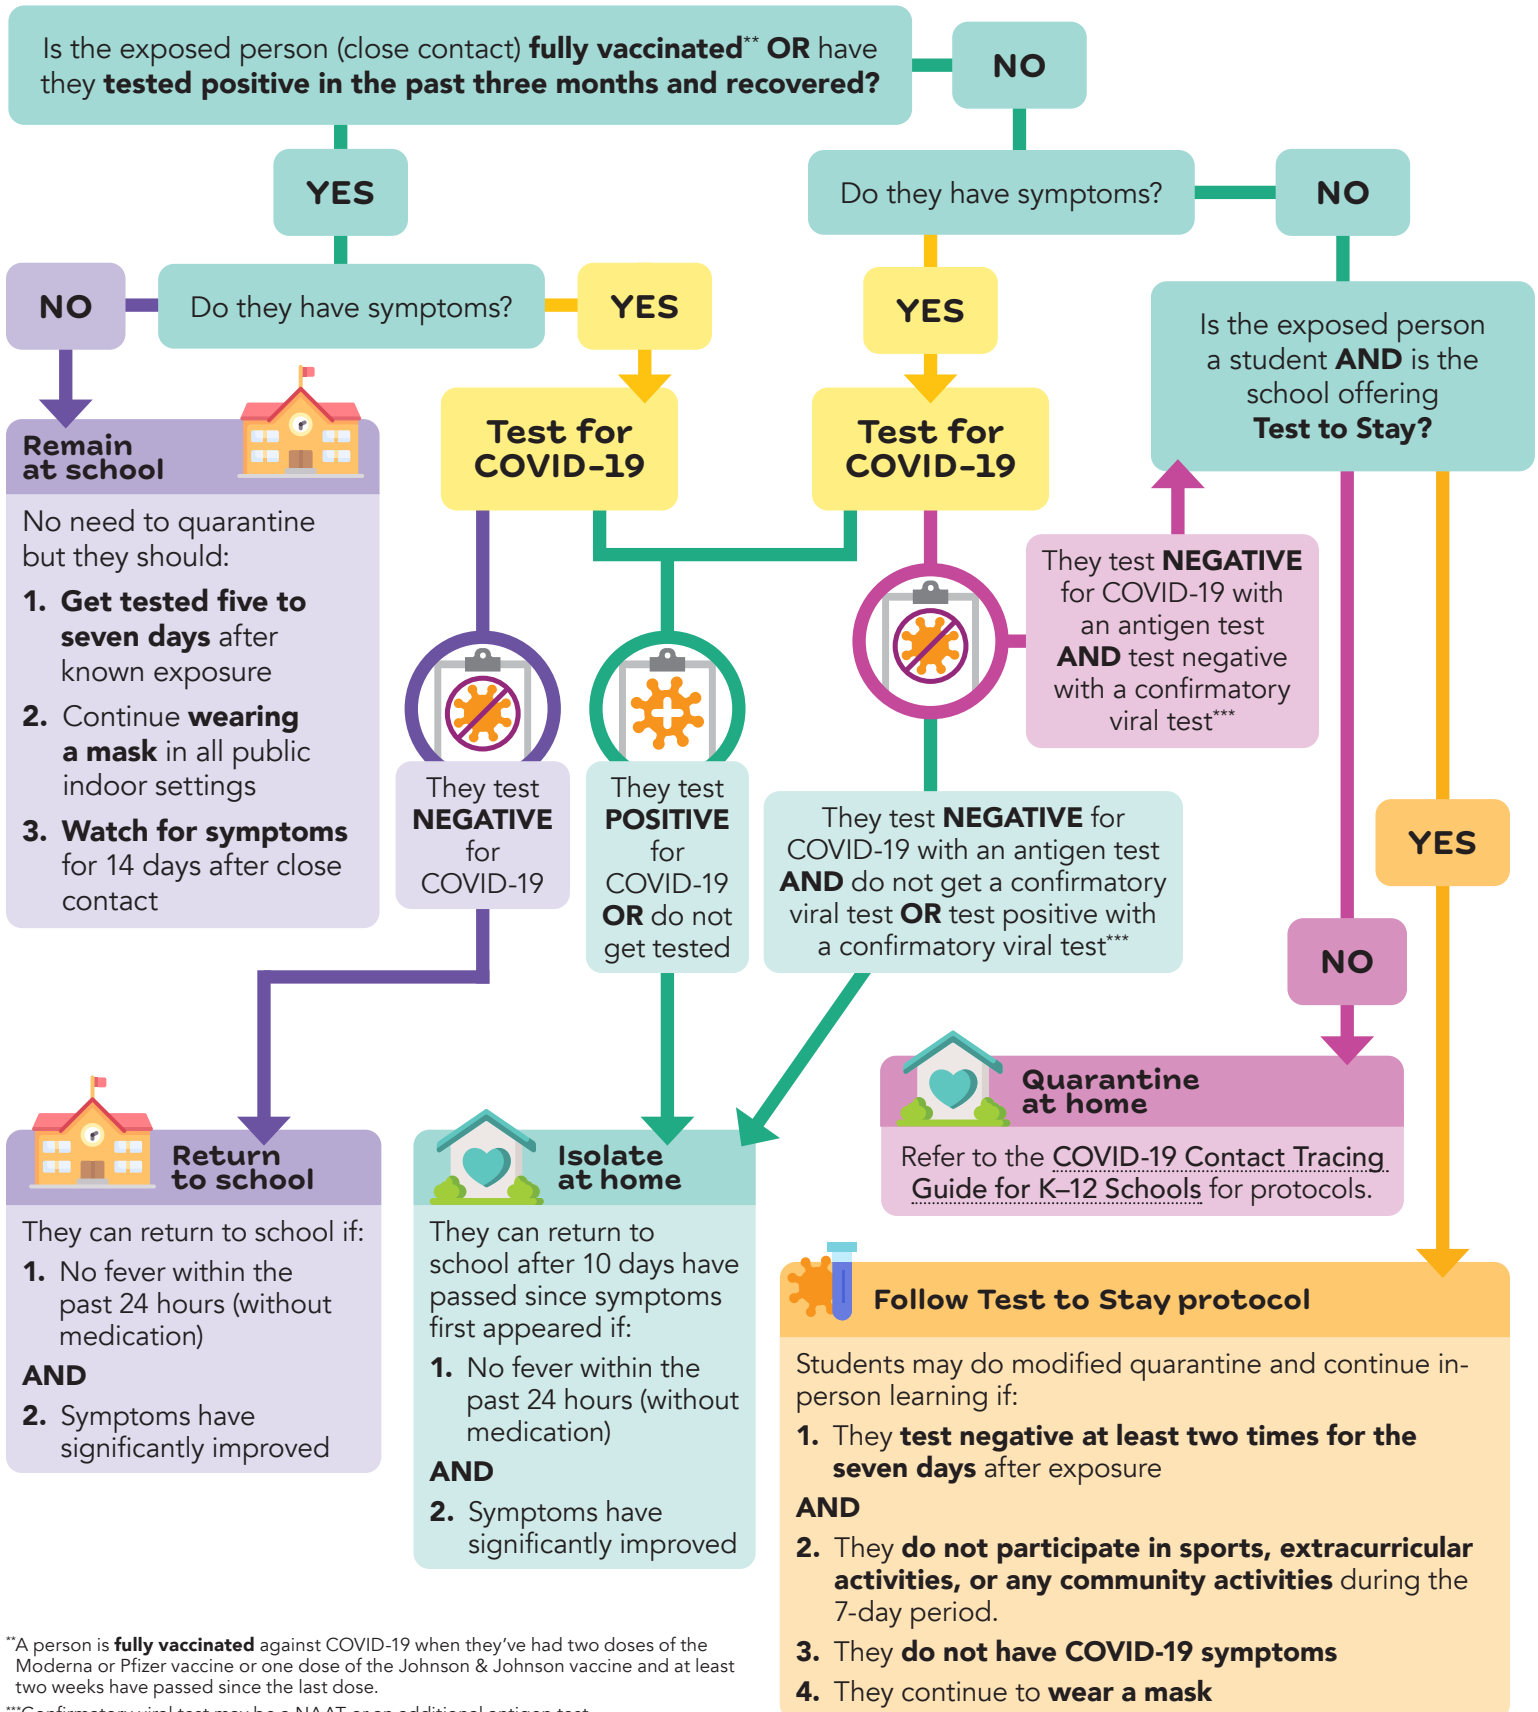 Is the exposed person (close contact) fully vaccinated** OR have
they tested positive in the past three months and recovered?
NO
YES
Do they have symptoms?
NO
NO
Do they have symptoms?
YES
YES
Is the exposed person
a student AND is the
school offering
Test to Stay?
Remain
at school
No need to quarantine
but they should:
1. Get tested five to
seven days after
known exposure
2. Continue wearing
a mask in all public
indoor settings
3. Watch for symptoms
for 14 days after close
contact
Test for
COVID-19
Test for
COVID-19
They test NEGATIVE
for COVID-19 with
an antigen test
AND test negative
with a confirmatory
viral test***
They test
NEGATIVE
for
COVID-19
They test
POSITIVE
for
COVID-19
OR do not
get tested
They test NEGATIVE for
COVID-19 with an antigen test
AND do not get a confirmatory
viral test OR test positive with
a confirmatory viral test***
YES
NO
Quarantine
at home
Refer to the COVID-19 Contact Tracing
Guide for K–12 Schools for protocols.
Return
to school
They can return to school if:
1. No fever within the
past 24 hours (without
medication)
AND
2. Symptoms have
significantly improved
Isolate
at home
They can return to
school after 10 days have
passed since symptoms
first appeared if:
1. No fever within the
past 24 hours (without
medication)
AND
2. Symptoms have
significantly improved
Follow Test to Stay protocol
Students may do modified quarantine and continue in-
person learning if:
1. They test negative at least two times for the
seven days after exposure
AND
2. They do not participate in sports, extracurricular
activities, or any community activities during the
7-day period.
3. They do not have COVID-19 symptoms
4. They continue to wear a mask
**A person is fully vaccinated against COVID-19 when they've had two doses of the
Moderna or Pfizer vaccine or one dose of the Johnson & Johnson vaccine and at least
two weeks have passed since the last dose.
***Confirmatory viral test may be a NAAT or an additional antigen test